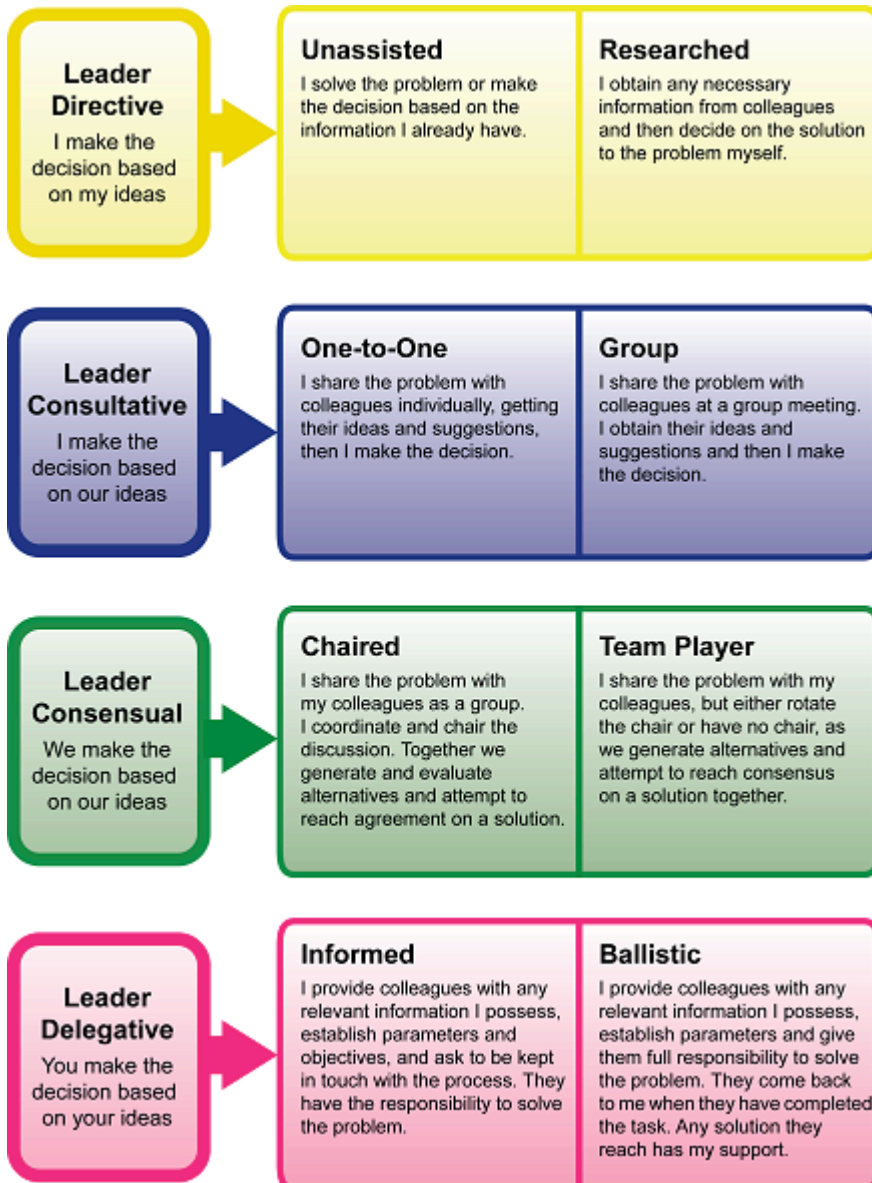 Leader
Directive
I make the
decision based
on my ideas
Unassisted
I solve the problem or make
the decision based on the
information I already have.
Researched
I obtain any necessary
information from colleagues
and then decide on the solution
to the problem myself.
Leader
Consultative
I make the
decision based
on our ideas
One-to-One
I share the problem with
colleagues individually, getting
their ideas and suggestions,
then I make the decision.
Group
I share the problem with
colleagues at a group meeting.
I obtain their ideas and
suggestions and then I make
the decision.
Leader
Consensual
We make the
decision based
on our ideas
Chaired
I share the problem with
my colleagues as a group.
I coordinate and chair the
discussion. Together we
generate and evaluate
alternatives and attempt to
reach agreement on a solution.
Team Player
I share the problem with my
colleagues, but either rotate
the chair or have no chair, as
we generate alternatives and
attempt to reach consensus
on a solution together.
Leader
Delegative
You make the
decision based
on your ideas
Informed
I provide colleagues with any
relevant information I possess,
establish parameters and
objectives, and ask to be kept
in touch with the process. They
have the responsibility to solve
the problem.
Ballistic
I provide colleagues with any
relevant information I possess,
establish parameters and give
them full responsibility to solve
the problem. They come back
to me when they have completed
the task. Any solution they
reach has my support.